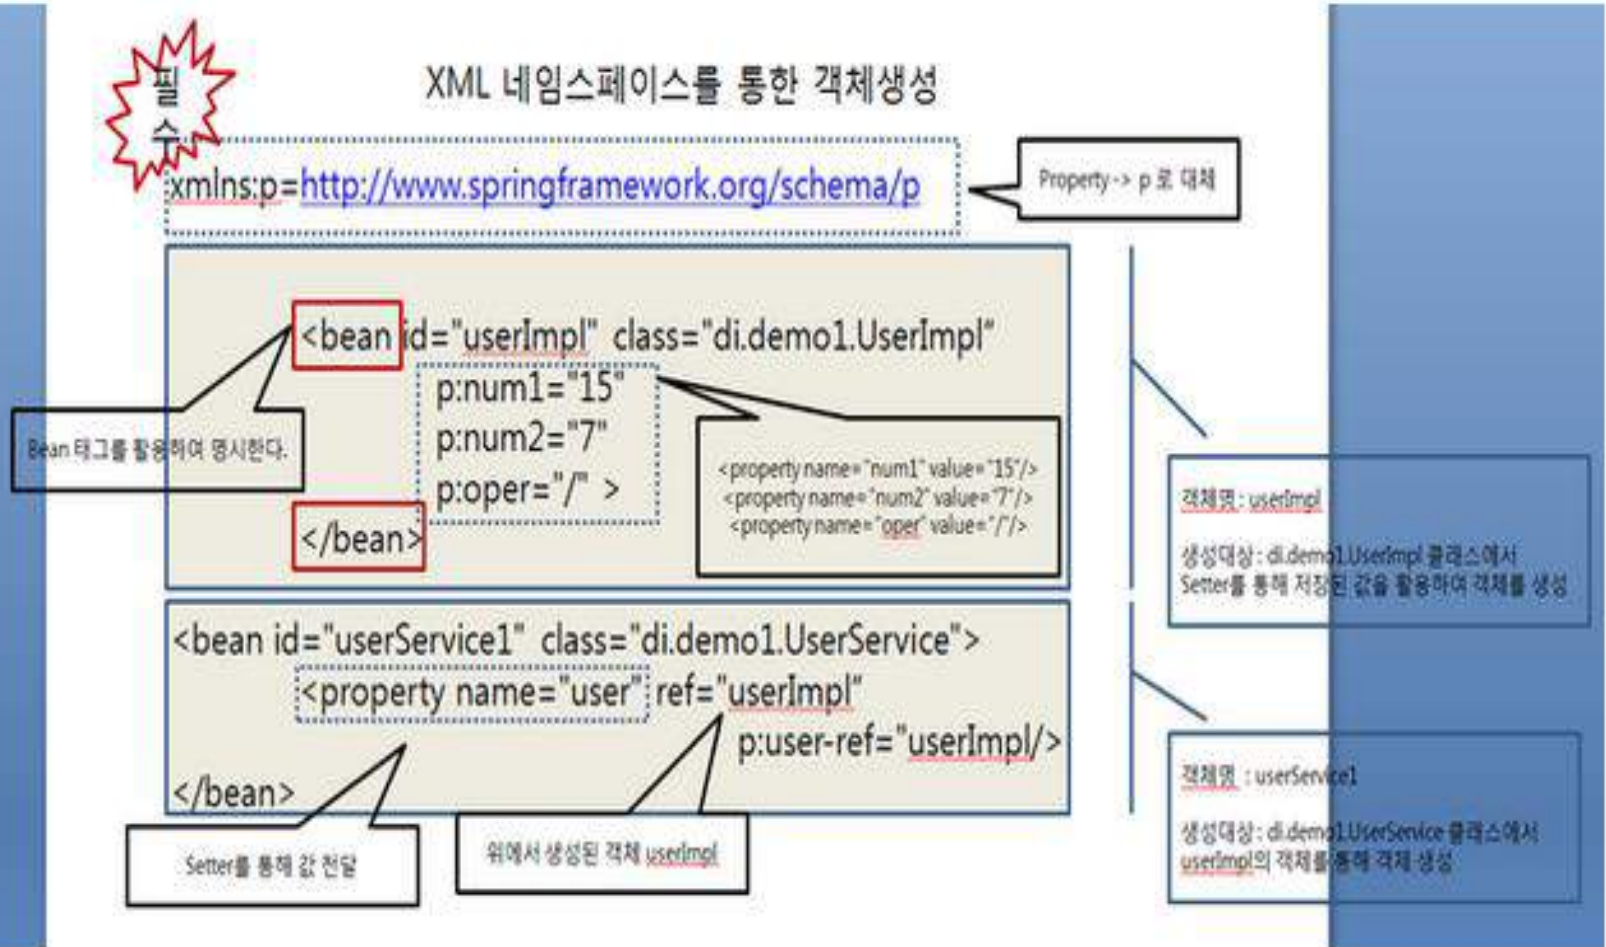 필
수
XML 네임스페이스를 통한 객체생성
xmlns:p=http://www.springframework.org/schema/p
Property -> p 로 대체
<bean id="userImpl" class="di.demo1.UserImpl"
p:num1="15"
p:num2="7"
p:oper="/" >
</bean>
Bean 태그를 활용하여 명시한다.
<property name="num1" value="15"/>
<property name="num2" value="7"/>
<property name="oper" value="/"/>
객체명 : userImpl
생성대상 : di.demo1.UserImpl 클래스에서
Setter를 통해 저장된 값을 활용하여 객체를 생성
<bean id="userService1" class="di.demo1.UserService">
<property name="user" ref="userImpl"
p:user-ref="userImpl/>
</bean>
Setter를 통해 값 전달
위에서 생성된 객체 userImpl
객체명 : userService1
생성대상 : di.demo1.UserService 클래스에서
userImpl의 객체를 통해 객체 생성